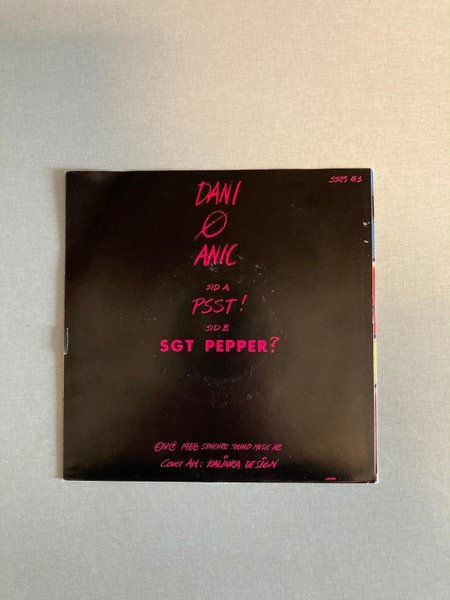 SSRS 105
DANI
Ø
ANIC
SID A
PSST!
SID B
SGT PEPPER?
1986 SYNCHRO SOUND MUSIC AB
Cover Art: KALINKA DESIGN